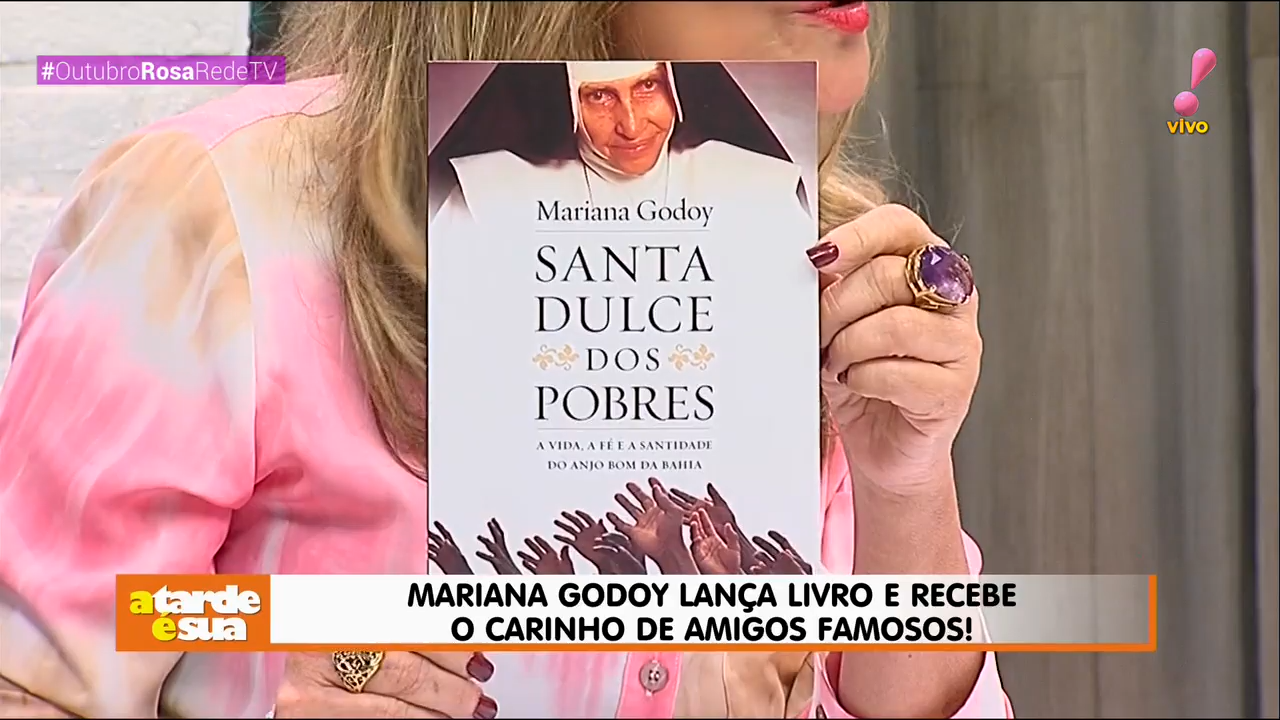 #OutubroRosaRedeTV
vivo
Mariana Godoy
SANTA
DULCE
DOS
POBRES
A VIDA, A FÉ E A SANTIDADE
DO ANJO BOM DA BAHIA
a tarde
é sua
MARIANA GODOY LANÇA LIVRO E RECEBE
O CARINHO DE AMIGOS FAMOSOS!